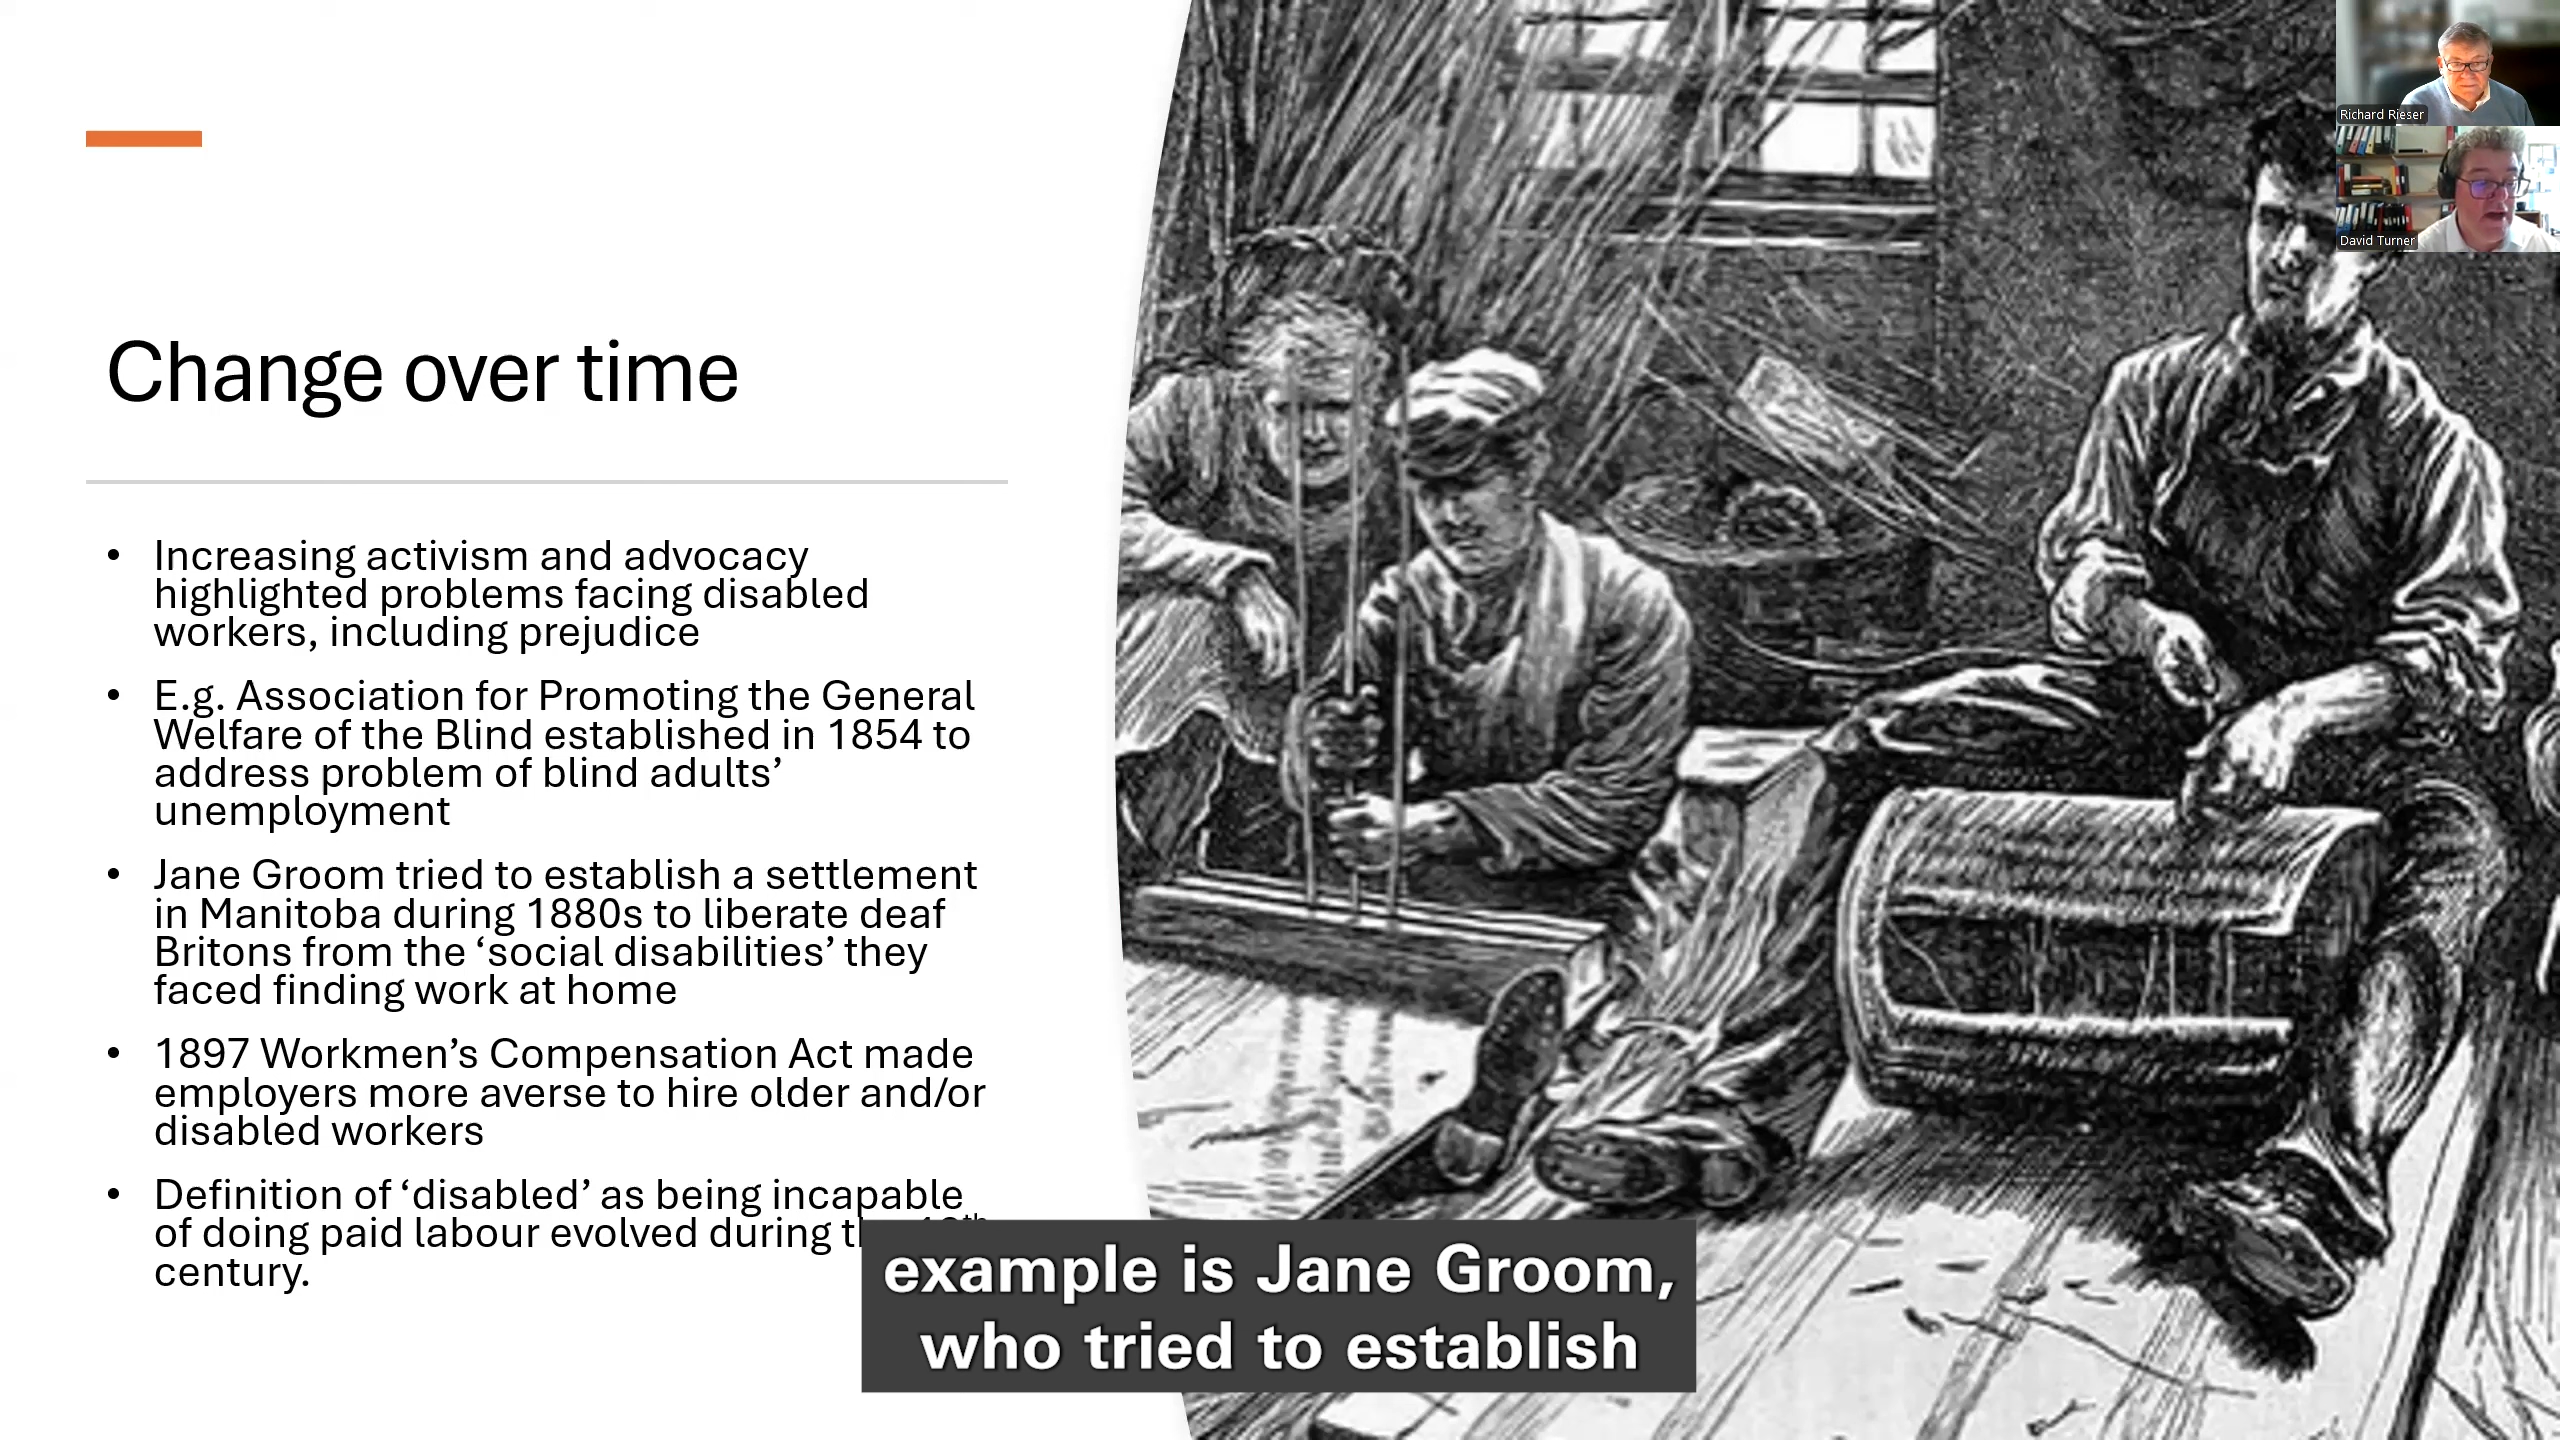 Change over time
• Increasing activism and advocacy
highlighted problems facing disabled
workers, including prejudice
• E.g. Association for Promoting the General
Welfare of the Blind established in 1854 to
address problem of blind adults’
unemployment
• Jane Groom tried to establish a settlement
in Manitoba during 1880s to liberate deaf
Britons from the ‘social disabilities’ they
faced finding work at home
• 1897 Workmen’s Compensation Act made
employers more averse to hire older and/or
disabled workers
• Definition of ‘disabled’ as being incapable
of doing paid labour evolved during
century.
example is Jane Groom,
who tried to establish
Richard Rieser
David Turner